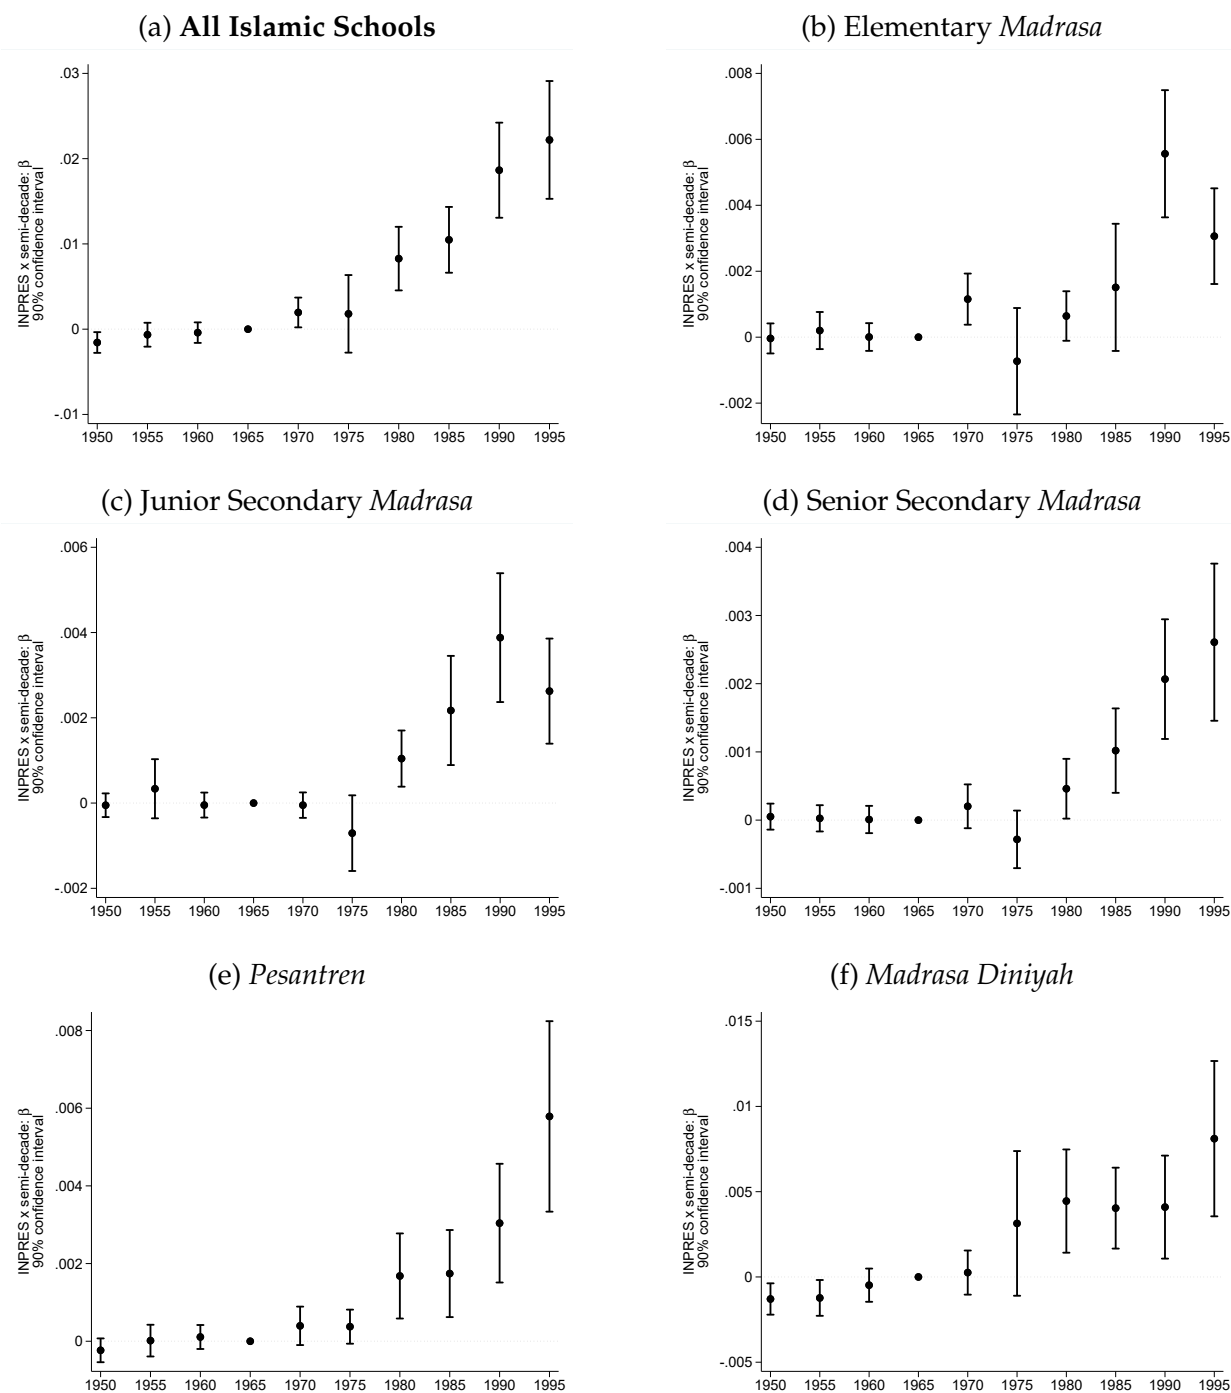 (a) All Islamic Schools
INPRES x semi-decade: β
90% confidence interval
.03
.02
.01
0
-.01
1950 1955 1960 1965 1970 1975 1980 1985 1990 1995
(b) Elementary Madrasa
INPRES x semi-decade: β
90% confidence interval
.008
.006
.004
.002
0
-.002
1950 1955 1960 1965 1970 1975 1980 1985 1990 1995
(c) Junior Secondary Madrasa
INPRES x semi-decade: β
90% confidence interval
.006
.004
.002
0
-.002
1950 1955 1960 1965 1970 1975 1980 1985 1990 1995
(d) Senior Secondary Madrasa
INPRES x semi-decade: β
90% confidence interval
.004
.003
.002
.001
0
-.001
1950 1955 1960 1965 1970 1975 1980 1985 1990 1995
(e) Pesantren
INPRES x semi-decade: β
90% confidence interval
.008
.006
.004
.002
0
1950 1955 1960 1965 1970 1975 1980 1985 1990 1995
(f) Madrasa Diniyah
INPRES x semi-decade: β
90% confidence interval
.015
.01
.005
0
-.005
1950 1955 1960 1965 1970 1975 1980 1985 1990 1995